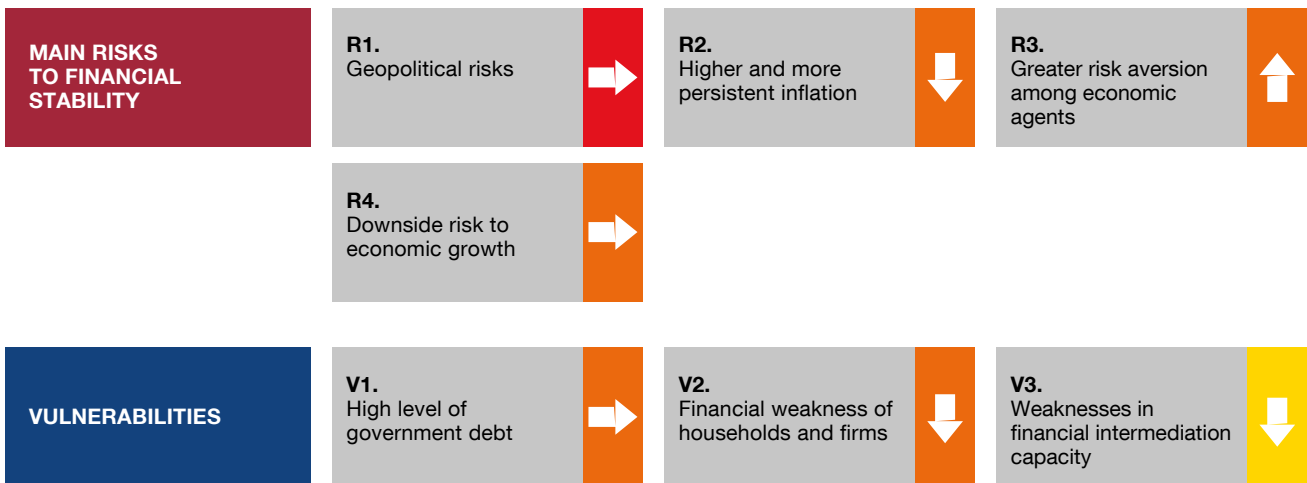 MAIN RISKS
TO FINANCIAL
STABILITY
R1.
Geopolitical risks
R2.
Higher and more
persistent inflation
R3.
Greater risk aversion
among economic
agents
R4.
Downside risk to
economic growth
VULNERABILITIES
V1.
High level of
government debt
V2.
Financial weakness of
households and firms
V3.
Weaknesses in
financial intermediation
capacity